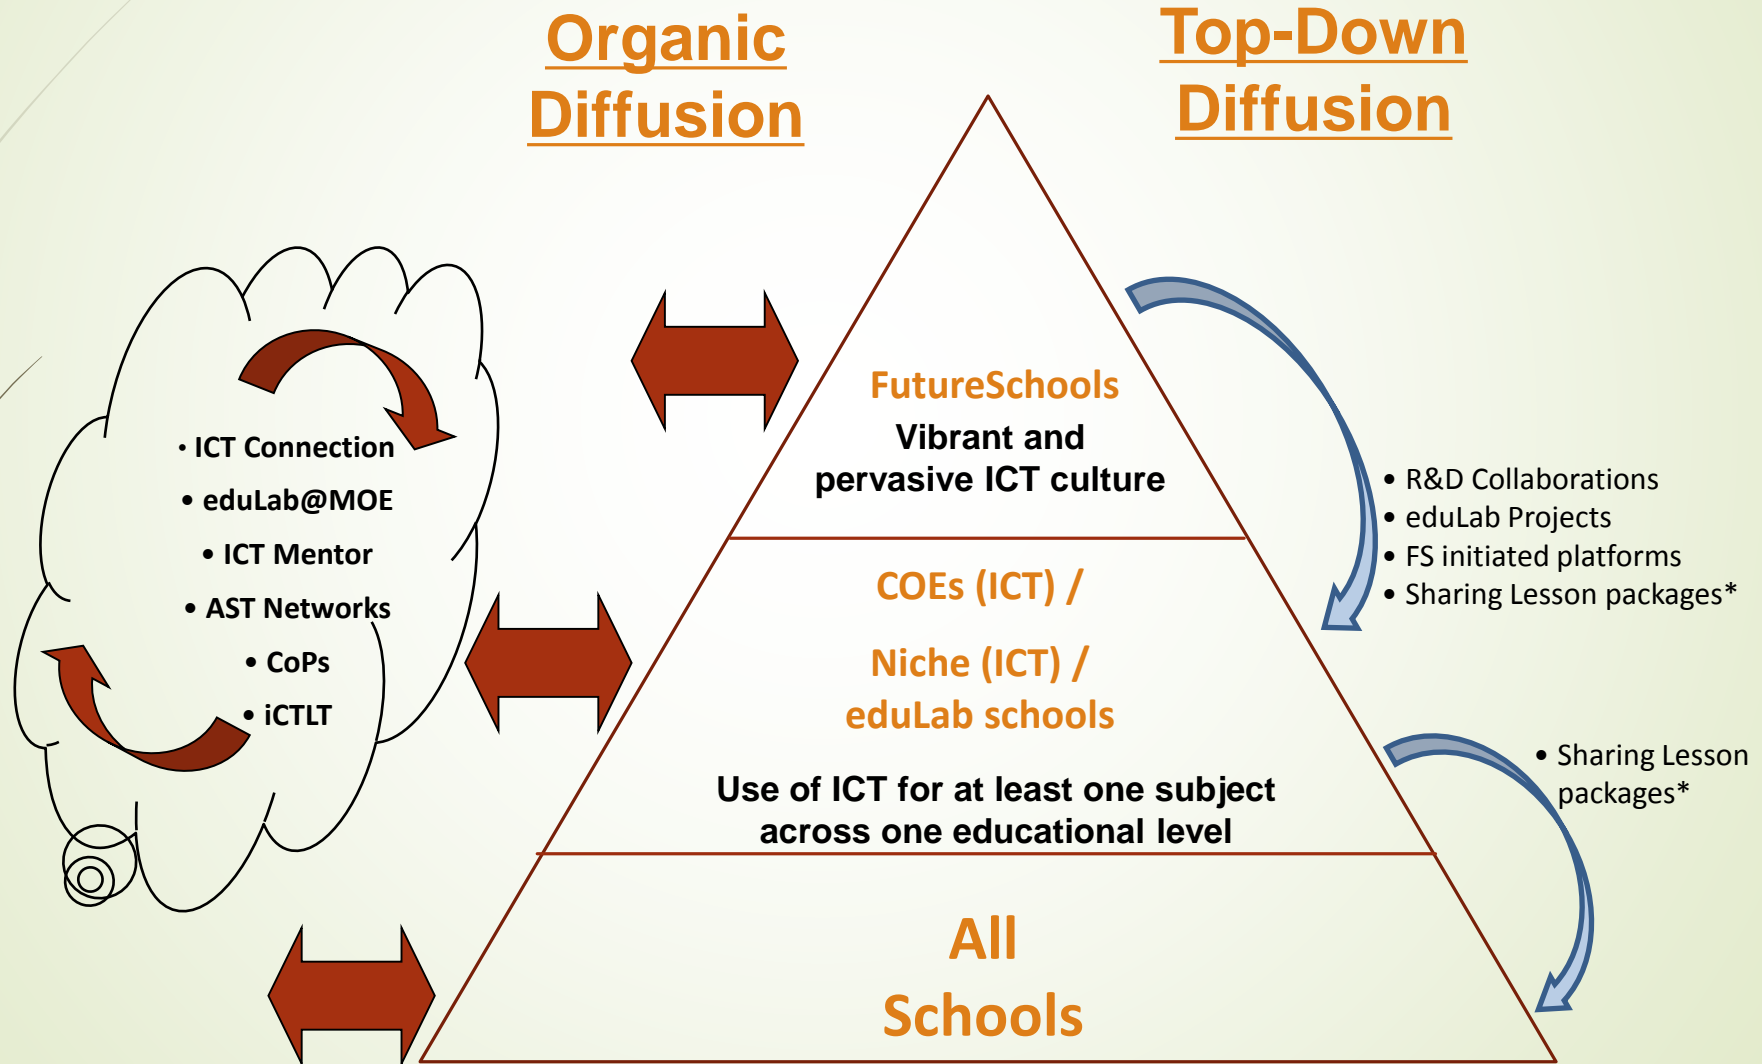 Organic
Diffusion
Top-Down
Diffusion
• ICT Connection
• eduLab@MOE
• ICT Mentor
• AST Networks
• CoPs
• iCTLT
FutureSchools
Vibrant and
pervasive ICT culture
COEs (ICT) /
Niche (ICT) /
eduLab schools
Use of ICT for at least one subject
across one educational level
All
Schools
• R&D Collaborations
• eduLab Projects
• FS initiated platforms
• Sharing Lesson packages*
• Sharing Lesson
packages*